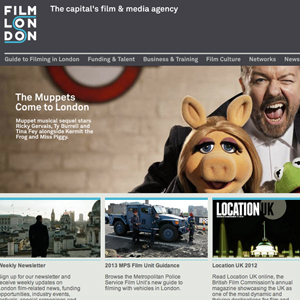 FILM
LONDON
The capital's film & media agency
Guide to Filming in London
Funding & Talent
Business & Training
Film Culture
Networks
News
The Muppets
Come to London
Muppet musical sequel stars
Ricky Gervais, Ty Burrell and
Tina Fey alongside Kermit the
Frog and Miss Piggy.
LOCATION UK
Weekly Newsletter
Sign up for our newsletter and
receive weekly updates on
London film-related news, funding
opportunities, industry events,
2013 MPS Film Unit Guidance
Browse the Metropolitan Police
Service Film Unit's new guide to
filming with vehicles in London.
Location UK 2012
Read Location UK online, the
British Film Commission's annual
magazine showcasing the UK as
one of the most dynamic and